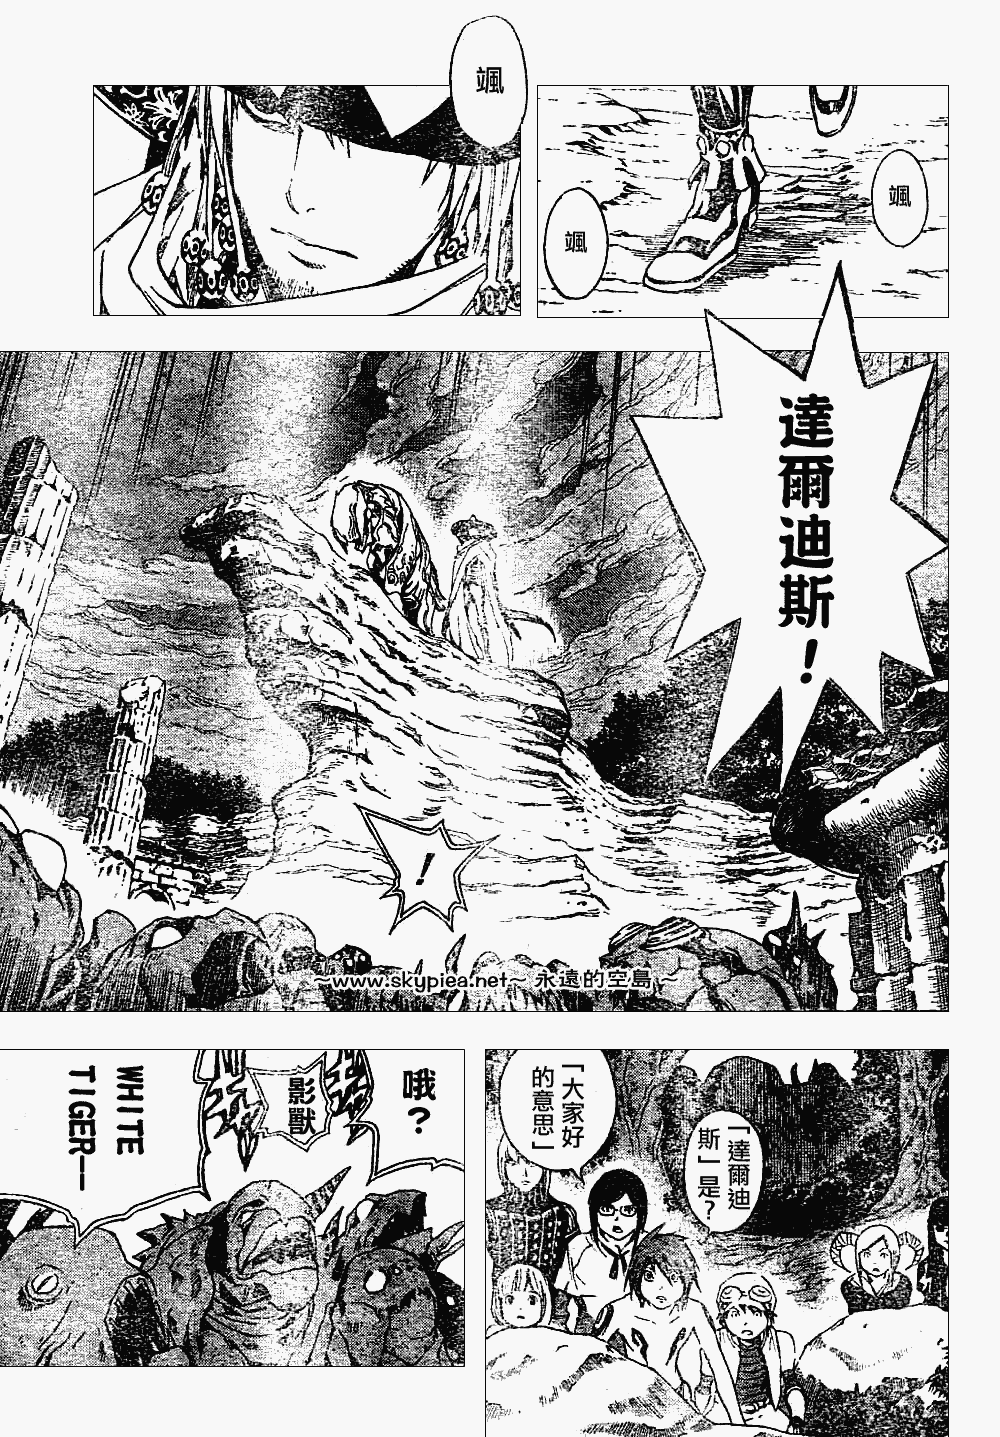 颯
颯
颯
達爾迪斯！
！
～www.skypiea.net～ 永遠的空島～
「達爾迪
斯」是？
「大家好
的意思」
哦？
影獸
WHITE
TIGER——